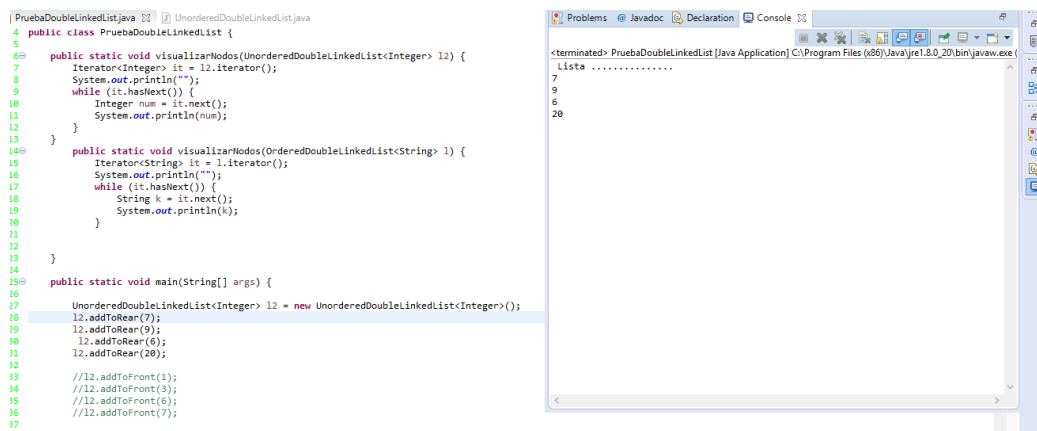 PruebaDoubleLinkedList.java UnorderedDoubleLinkedList.java
4 public class PruebaDoubleLinkedList {
6 public static void visualizarNodos(UnorderedDoubleLinkedList<Integer> l2) {
7 Iterator<Integer> it = l2.iterator();
8 System.out.println("");
9 while (it.hasNext()) {
10 Integer num = it.next();
11 System.out.println(num);
12 }
13 }
14 public static void visualizarNodos(OrderedDoubleLinkedList<String> l) {
15 Iterator<String> it = l.iterator();
16 System.out.println("");
17 while (it.hasNext()) {
18 String k = it.next();
19 System.out.println(k);
20 }
21
22
23 }
24
25 public static void main(String[] args) {
26
27 UnorderedDoubleLinkedList<Integer> l2 = new UnorderedDoubleLinkedList<Integer>();
28 l2.addToRear(7);
29 l2.addToRear(9);
30 l2.addToRear(6);
31 l2.addToRear(20);
32
33 //l2.addToFront(1);
34 //l2.addToFront(3);
35 //l2.addToFront(6);
36 //l2.addToFront(7);
37
Problems @ Javadoc Declaration Console
<terminated> PruebaDoubleLinkedList [Java Application] C:\Program Files (x86)\Java\jre1.8.0_20\bin\javaw.exe (
Lista ...............
7
9
6
20